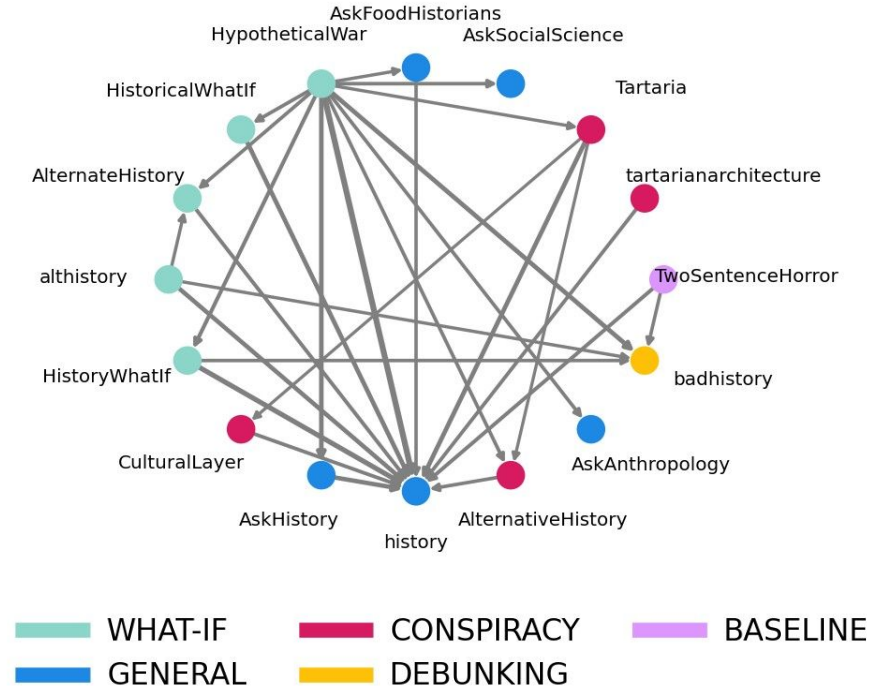 AskFoodHistorians
HypotheticalWar
AskSocialScience
HistoricalWhatIf
Tartaria
AlternateHistory
tartarianarchitecture
althistory
TwoSentenceHorror
HistoryWhatIf
badhistory
CulturalLayer
AskAnthropology
AskHistory
AlternativeHistory
history
WHAT-IF
CONSPIRACY
BASELINE
GENERAL
DEBUNKING